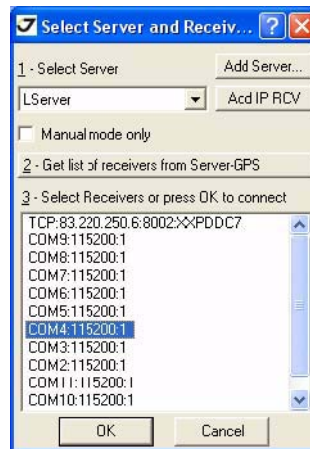 Select Server and Receiv...
1 - Select Server
Add Server...
LServer
Add IP RCV
Manual mode only
2 - Get list of receivers from Server-GPS
3 - Select Receivers or press OK to connect
TCP:83.220.250.6:8002:XXPDDC7
COM9:115200:1
COM8:115200:1
COM7:115200:1
COM6:115200:1
COM5:115200:1
COM4:115200:1
COM3:115200:1
COM2:115200:1
COM11:115200:1
COM10:115200:1
OK
Cancel